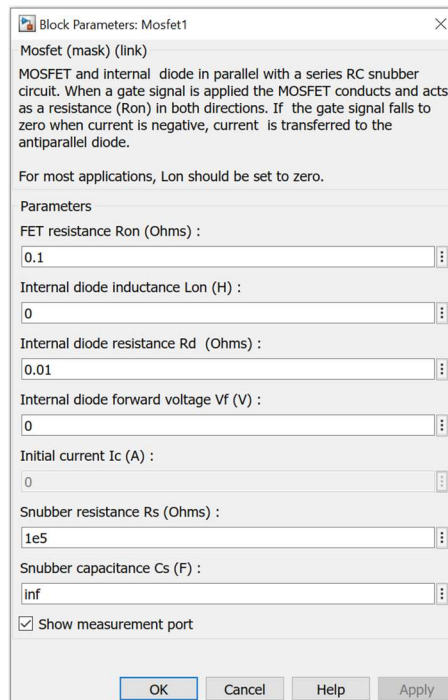 Block Parameters: Mosfet1
Mosfet (mask) (link)
MOSFET and internal diode in parallel with a series RC snubber
circuit. When a gate signal is applied the MOSFET conducts and acts
as a resistance (Ron) in both directions. If the gate signal falls to
zero when current is negative, current is transferred to the
antiparallel diode.
For most applications, Lon should be set to zero.
Parameters
FET resistance Ron (Ohms) :
0.1
Internal diode inductance Lon (H) :
0
Internal diode resistance Rd (Ohms) :
0.01
Internal diode forward voltage Vf (V) :
0
Initial current Ic (A) :
0
Snubber resistance Rs (Ohms) :
1e5
Snubber capacitance Cs (F) :
inf
Show measurement port
OK Cancel Help Apply